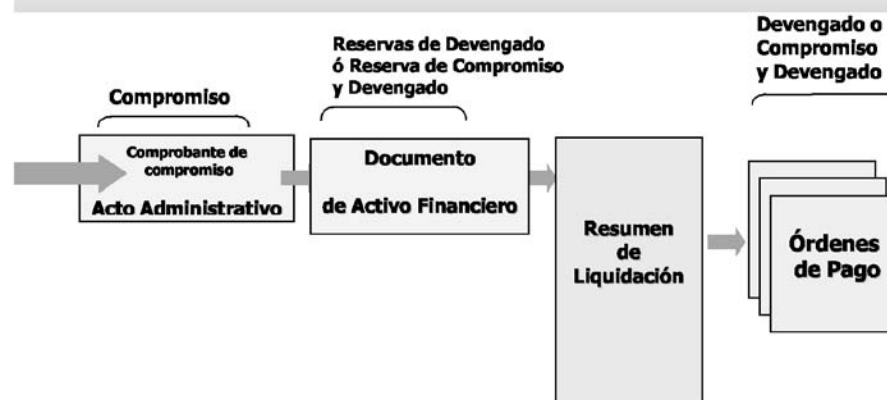 Compromiso
Comprobante de
compromiso
Acto Administrativo
Reservas de Devengado
ó Reserva de Compromiso
y Devengado
Documento
de Activo Financiero
Resumen
de
Liquidación
Devengado o
Compromiso
y Devengado
Órdenes
de Pago